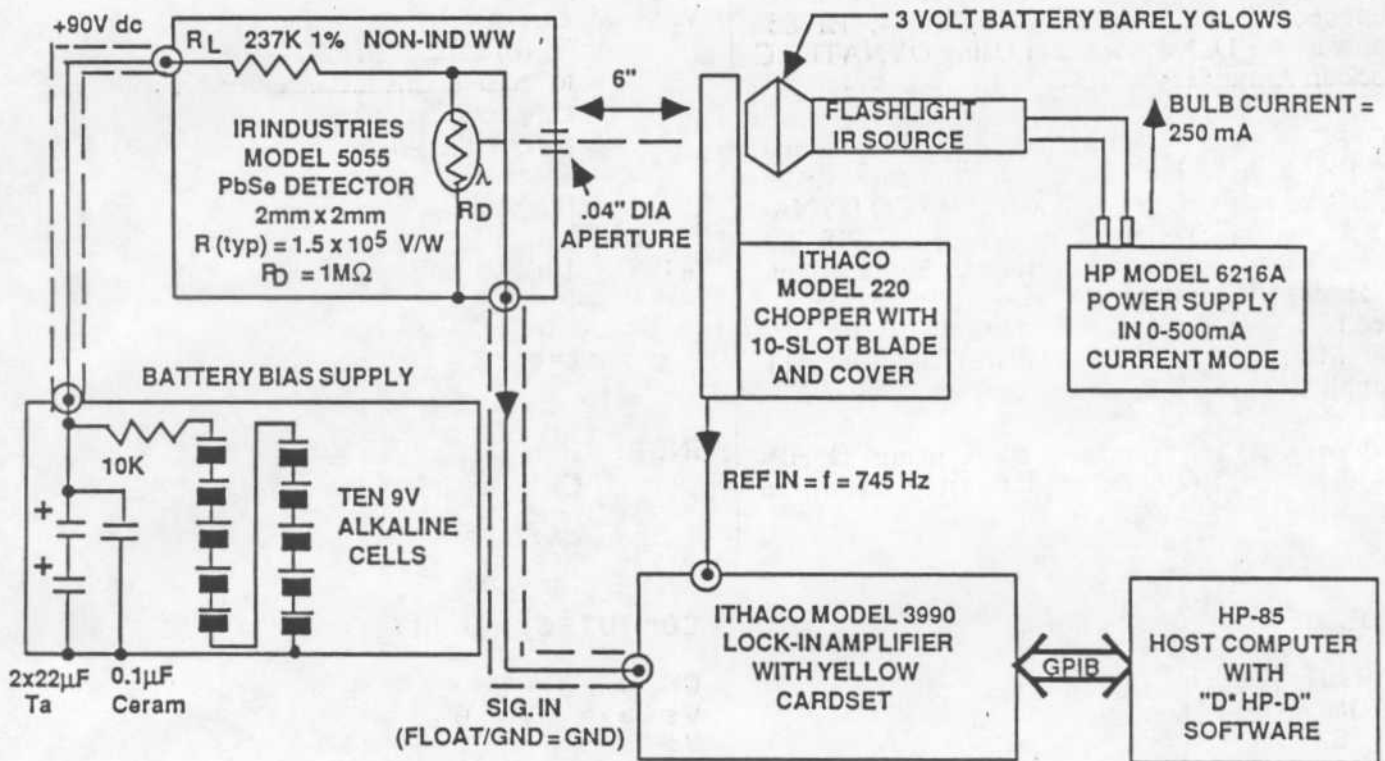 +90V dc
RL 237K 1% NON-IND WW
IR INDUSTRIES
MODEL 5055
PbSe DETECTOR
2mm x 2mm
R (typ) = 1.5 x 10⁵ V/W
RD = 1MΩ
λ
RD
6"
.04" DIA
APERTURE
3 VOLT BATTERY BARELY GLOWS
FLASHLIGHT
IR SOURCE
BULB CURRENT =
250 mA
ITHACO
MODEL 220
CHOPPER WITH
10-SLOT BLADE
AND COVER
HP MODEL 6216A
POWER SUPPLY
IN 0-500mA
CURRENT MODE
BATTERY BIAS SUPPLY
10K
+
+
TEN 9V
ALKALINE
CELLS
2x22µF
Ta
0.1µF
Ceram
REF IN = f = 745 Hz
SIG. IN
(FLOAT/GND = GND)
ITHACO MODEL 3990
LOCK-IN AMPLIFIER
WITH YELLOW
CARDSET
GPIB
HP-85
HOST COMPUTER
WITH
"D* HP-D"
SOFTWARE